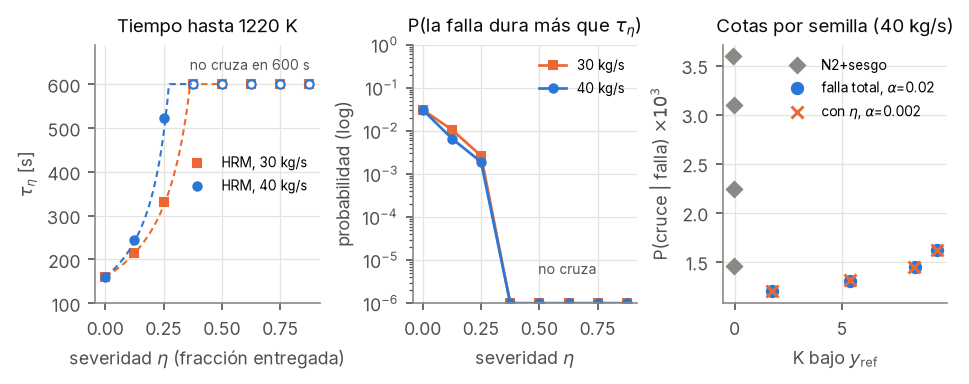 Tiempo hasta 1220 K
no cruza en 600 s
HRM, 30 kg/s
HRM, 40 kg/s
600
500
400
300
200
100
τη [s]
0.00 0.25 0.50 0.75
severidad η (fracción entregada)
P(la falla dura más que τη)
30 kg/s
40 kg/s
no cruza
10⁰
10⁻¹
10⁻²
10⁻³
10⁻⁴
10⁻⁵
10⁻⁶
probabilidad (log)
0.00 0.25 0.50 0.75
severidad η
Cotas por semilla (40 kg/s)
N2+sesgo
falla total, α=0.02
con η, α=0.002
3.5
3.0
2.5
2.0
1.5
P(cruce | falla) ×10³
0 5
K bajo y_ref